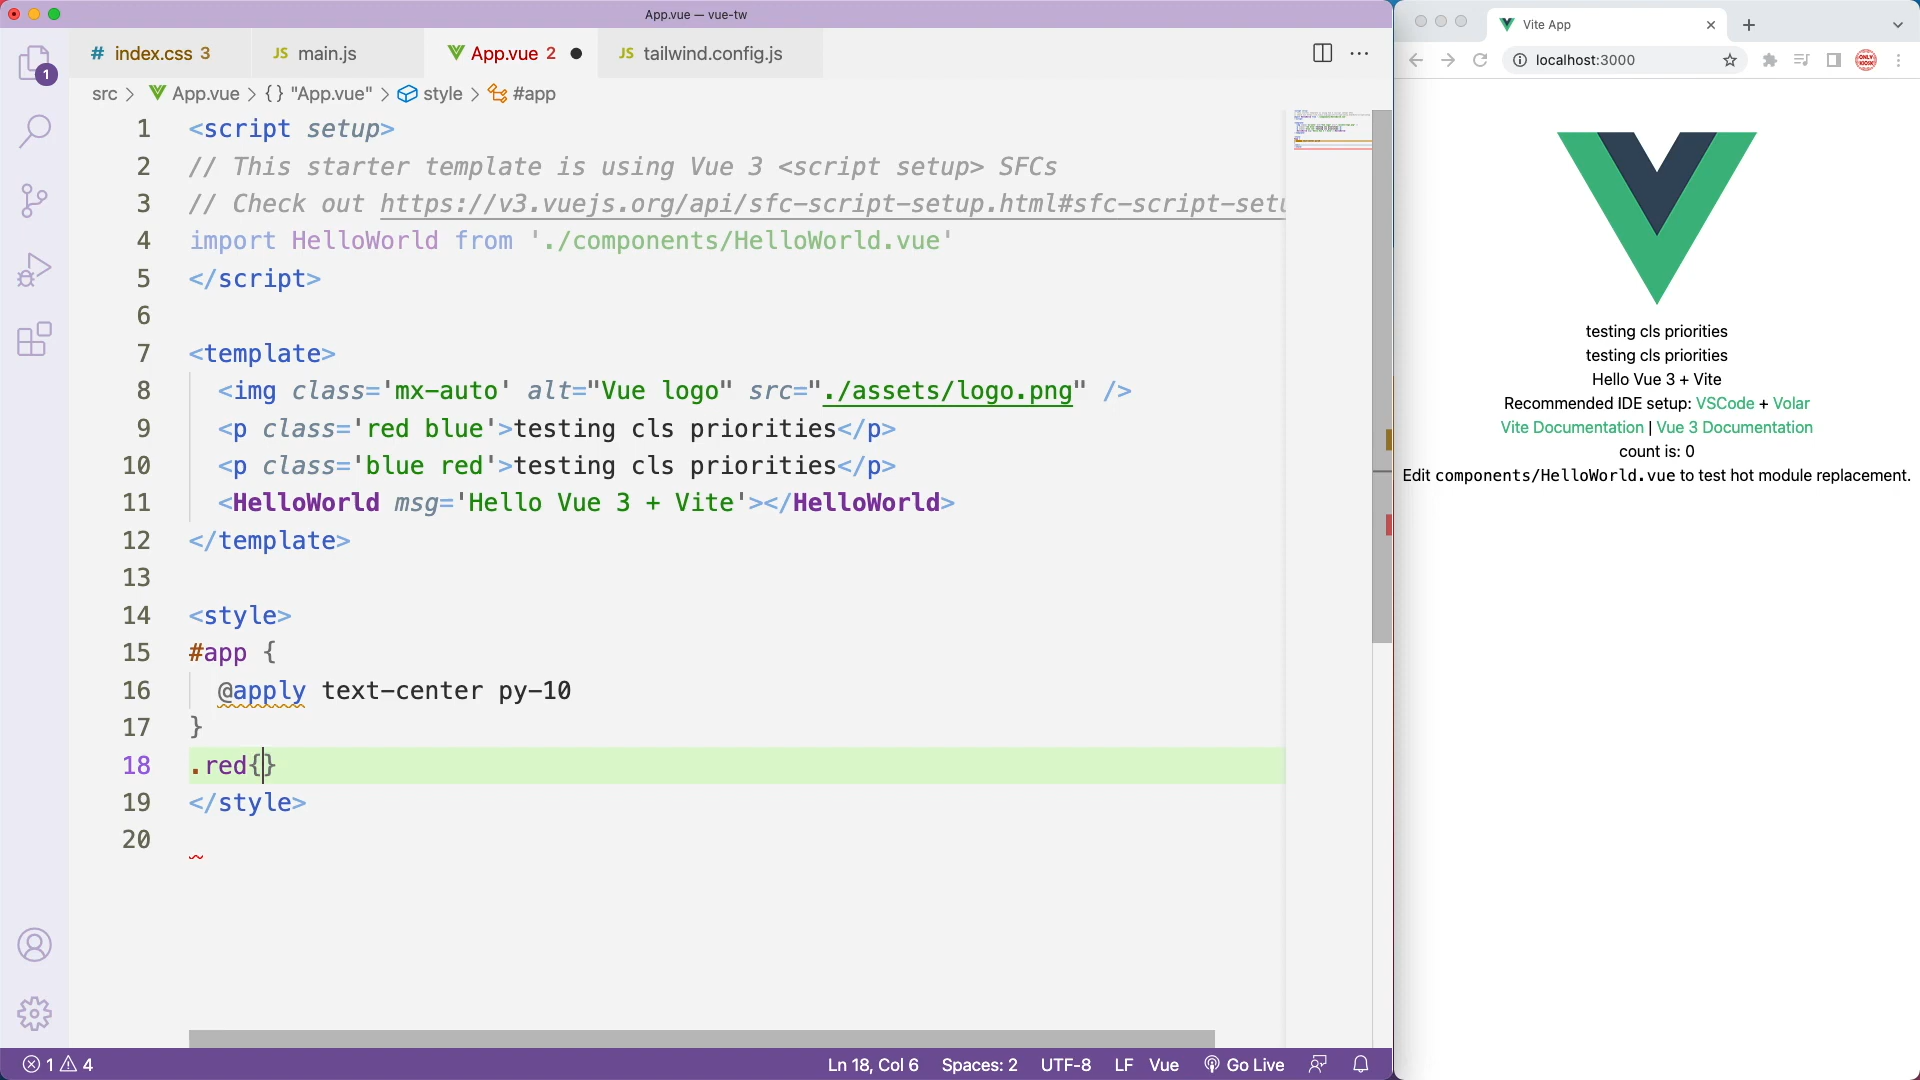 App.vue — vue-tw
# index.css 3
JS main.js
App.vue 2
JS tailwind.config.js
src > App.vue > {} "App.vue" > style > #app
1 <script setup>
2 // This starter template is using Vue 3 <script setup> SFCs
3 // Check out https://v3.vuejs.org/api/sfc-script-setup.html#sfc-script-setu
4 import HelloWorld from './components/HelloWorld.vue'
5 </script>
6
7 <template>
8 <img class='mx-auto' alt="Vue logo" src="./assets/logo.png" />
9 <p class='red blue'>testing cls priorities</p>
10 <p class='blue red'>testing cls priorities</p>
11 <HelloWorld msg='Hello Vue 3 + Vite'></HelloWorld>
12 </template>
13
14 <style>
15 #app {
16 @apply text-center py-10
17 }
18 .red{}
19 </style>
20
1
1 4
Ln 18, Col 6
Spaces: 2
UTF-8
LF
Vue
Go Live
Vite App
localhost:3000
testing cls priorities
testing cls priorities
Hello Vue 3 + Vite
Recommended IDE setup: VSCode + Volar
Vite Documentation | Vue 3 Documentation
count is: 0
Edit components/HelloWorld.vue to test hot module replacement.